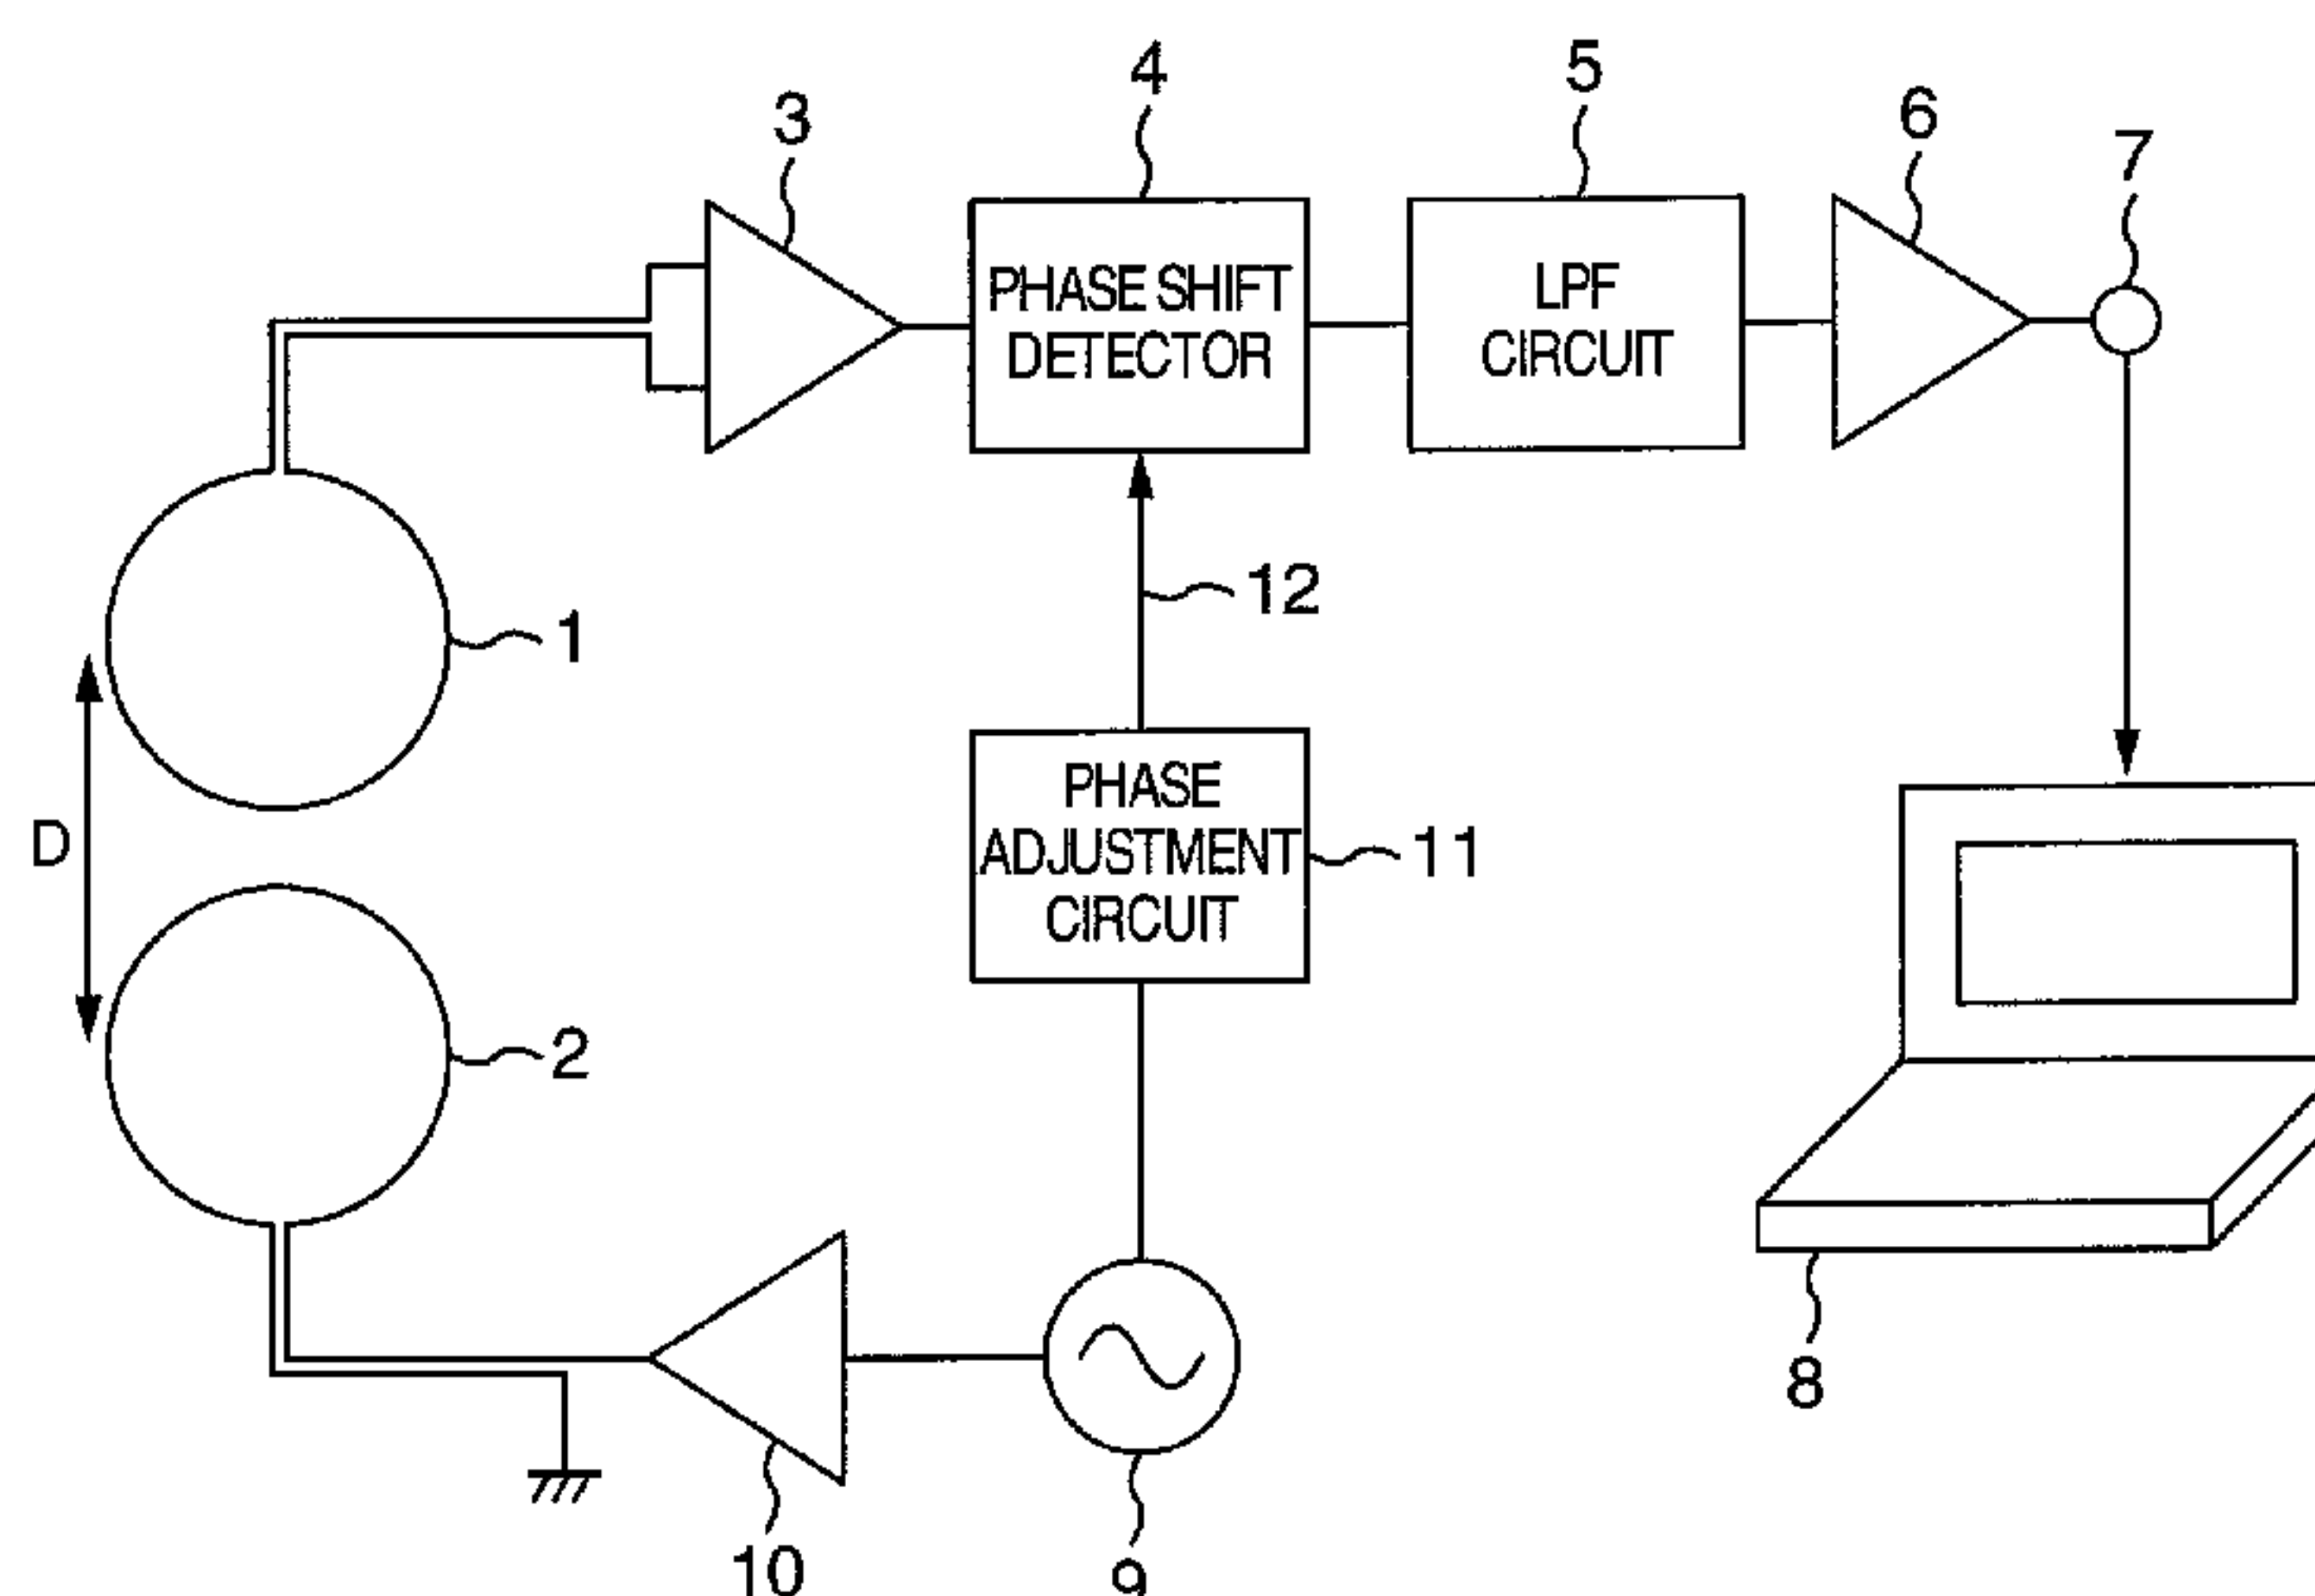 4
5
3
6
7
PHASE SHIFT
DETECTOR
LPF
CIRCUIT
12
1
PHASE
ADJUSTMENT
CIRCUIT
11
D
2
8
10
9